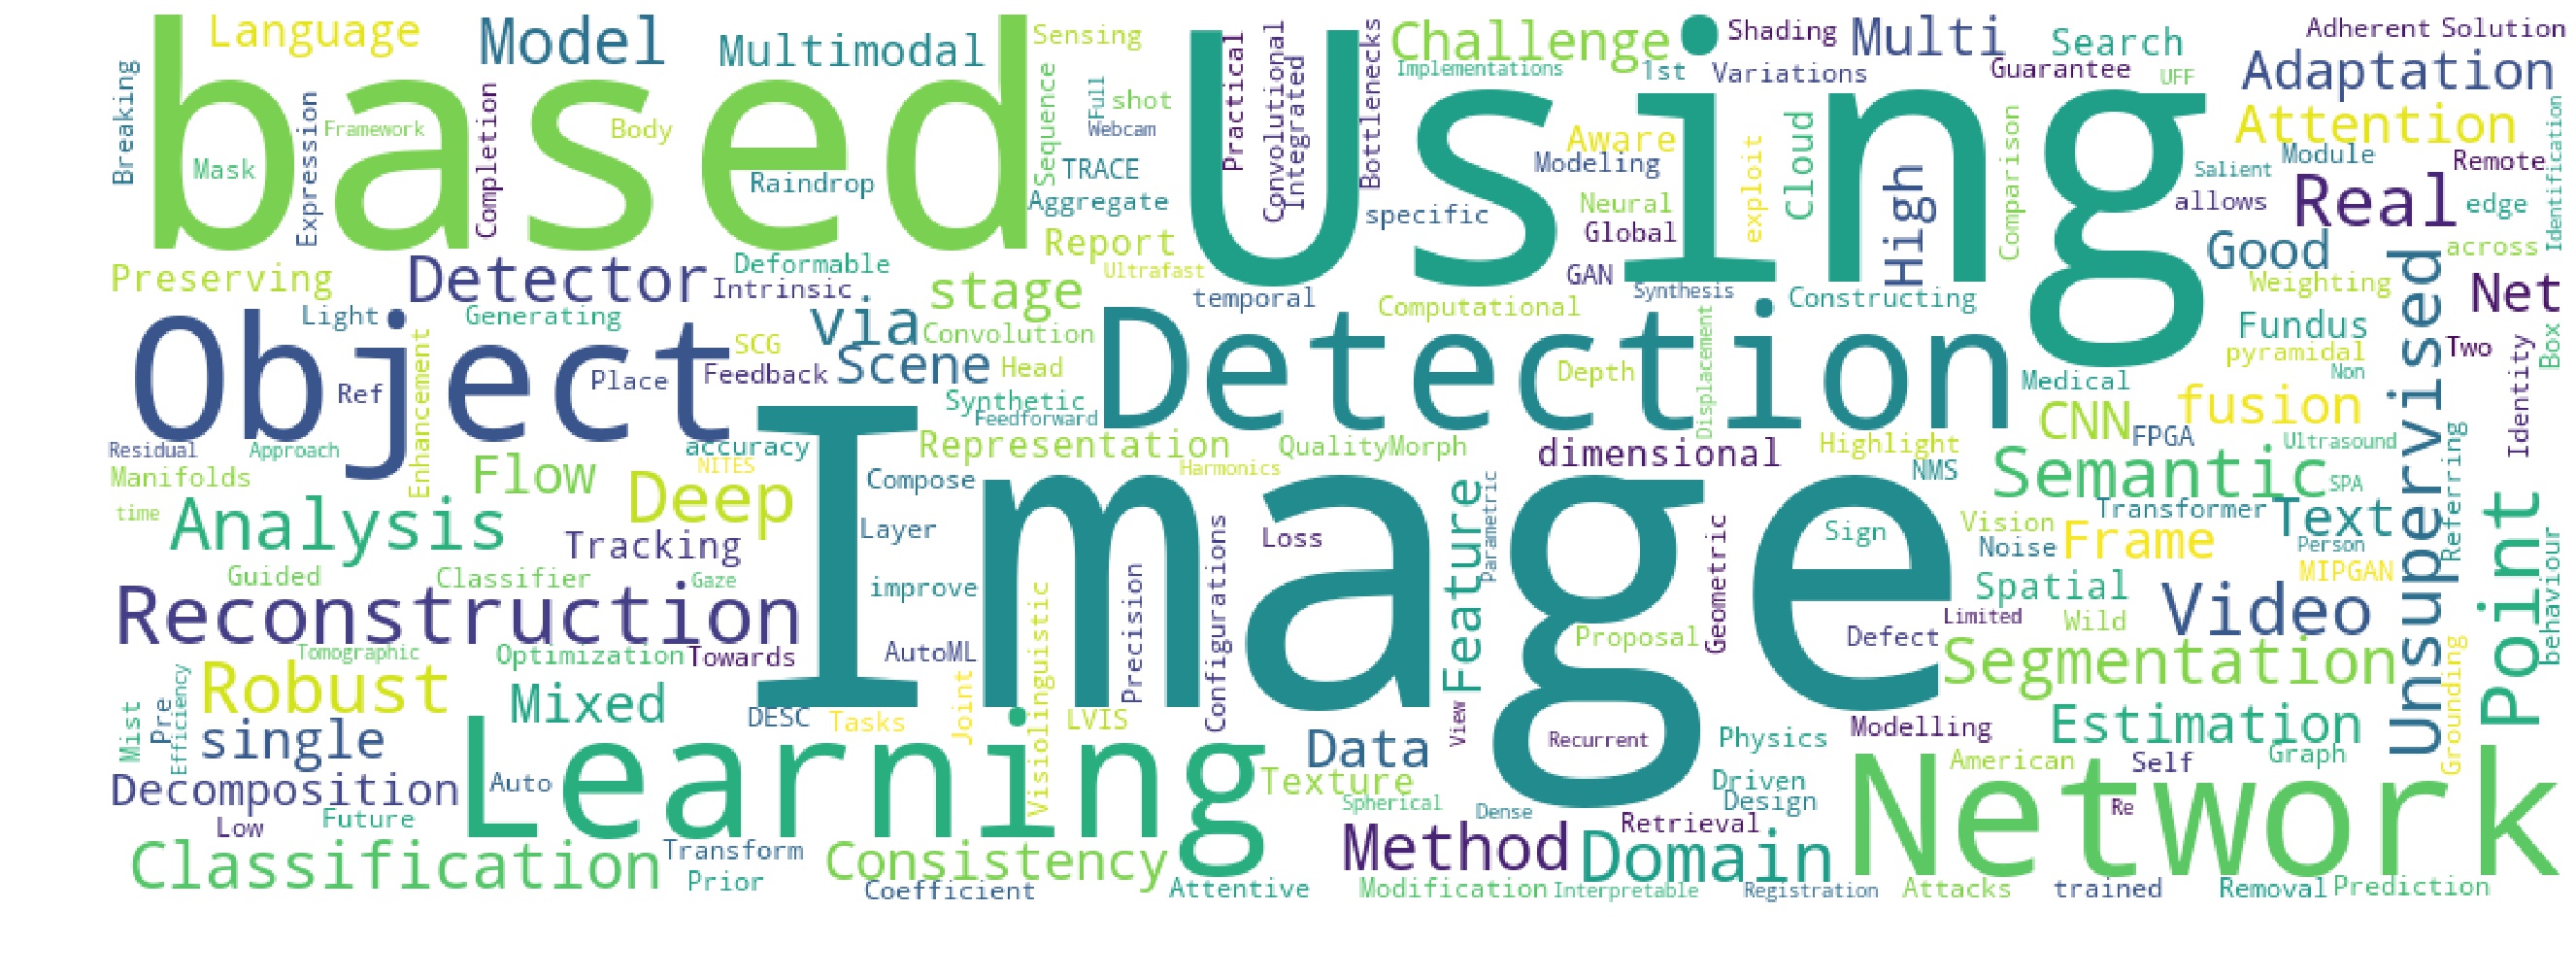 Language
Model
Multimodal
Sensing
Challenge
Shading
Multi
Search
Adherent
Solution
Breaking
based
Using
Practical
Convolutional
Integrated
Bottlenecks
Implementations
1st
Variations
Guarantee
UFF
Adaptation
Sequence
Full
shot
Webcam
Expression
Framework
Completion
Body
Mask
Raindrop
TRACE
Aggregate
specific
Aware
Modeling
Neural
Global
exploit
Cloud
High
Comparison
Attention
Salient
Module
Remote
allows
Real
edge
Identification
Preserving
Detector
Deformable
Intrinsic
Report
Ultrafast
stage
temporal
GAN
Synthesis
Computational
Constructing
Good
across
Weighting
Unsupervised
Net
Light
Generating
Object
Enhancement
Ref
Place
SCG
Feedback
via
Scene
Convolution
Head
Synthetic
Feedforward
Detection
Depth
Displacement
Medical
Fundus
pyramidal
Non
Two
Identity
Box
Residual
Approach
accuracy
NITES
Representation
Harmonics
QualityMorph
dimensional
Highlight
NMS
CNN
FPGA
fusion
Ultrasound
Semantic
SPA
Referring
Manifolds
time
Flow
Deep
Image
Compose
Analysis
Tracking
Layer
Configurations
Loss
Feature
Parametric
Geometric
Sign
Vision
Noise
Transformer
Text
Frame
Person
MIPGAN
Point
behaviour
Guided
Classifier
Gaze
improve
Reconstruction
Tomographic
Optimization
Towards
AutoML
Visiolinguistic
Precision
Proposal
Defect
Limited
Spatial
Wild
Video
Segmentation
Grounding
Robust
Mixed
DESC
Tasks
Joint
LVIS
View
Recurrent
Physics
Modelling
Estimation
Mist
Pre
Efficiency
single
Decomposition
Learning
Auto
Data
Texture
Spherical
Dense
Driven
Design
American
Self
Graph
Network
Re
Low
Future
Retrieval
Classification
Transform
Prior
Consistency
Coefficient
Attentive
Method
Domain
Modification
Interpretable
Registration
Attacks
trained
Removal
Prediction